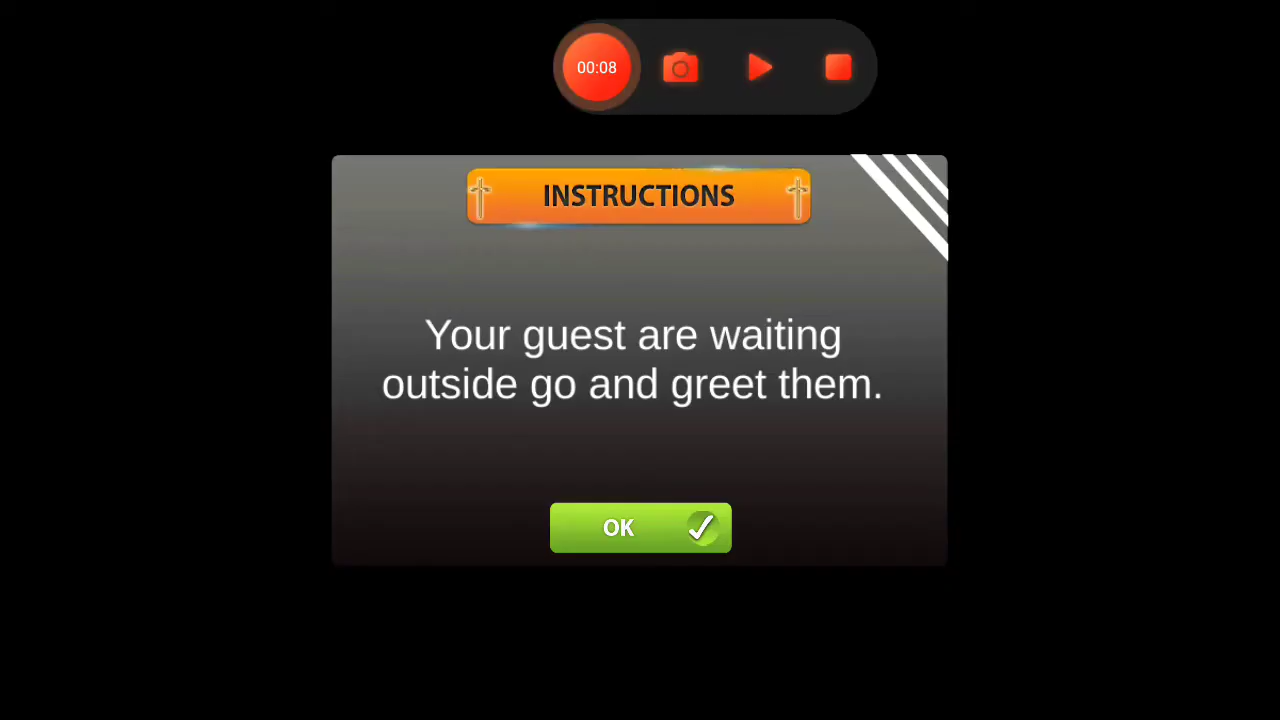 00:08
INSTRUCTIONS
Your guest are waiting
outside go and greet them.
OK